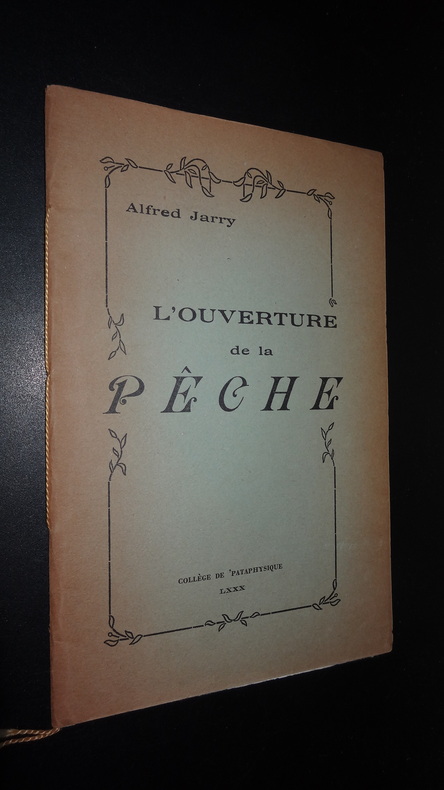 Alfred Jarry
L'OUVERTURE
de la
PÊCHE
COLLÈGE DE 'PATAPHYSIQUE
LXXX